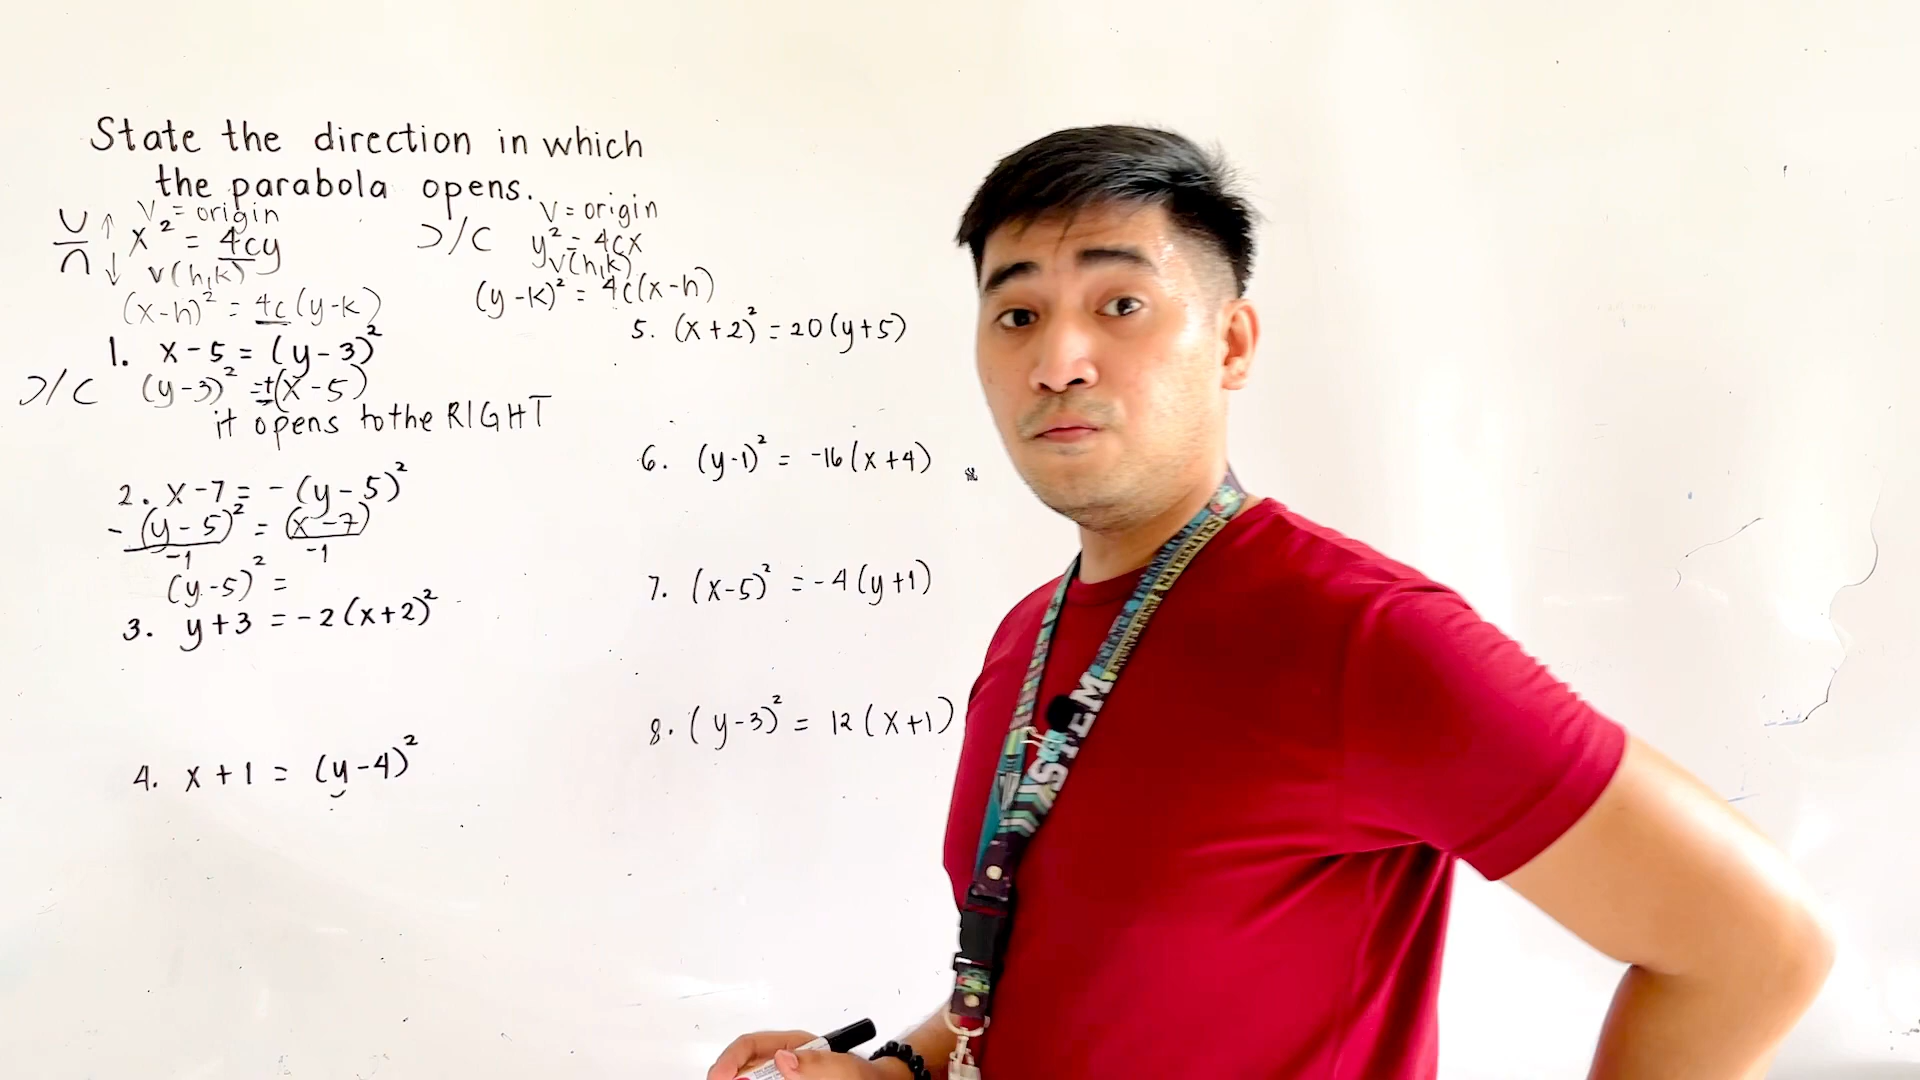 State the direction in which
the parabola opens.
V = origin
x² = 4cy
V(h,k)
(x-h)² = 4c(y-k)
V = origin
y² = 4cx
V(h,k)
(y-k)² = 4c(x-h)
1. x-5 = (y-3)²
(y-3)² = +(x-5)
it opens to the RIGHT
2. x-7 = -(y-5)²
-(y-5)² = (x-7)
-1 -1
(y-5)² =
3. y+3 = -2(x+2)²
4. x+1 = (y-4)²
5. (x+2)² = 20(y+5)
6. (y-1)² = -16(x+4)
7. (x-5)² = -4(y+1)
8. (y-3)² = 12(x+1)
STEM